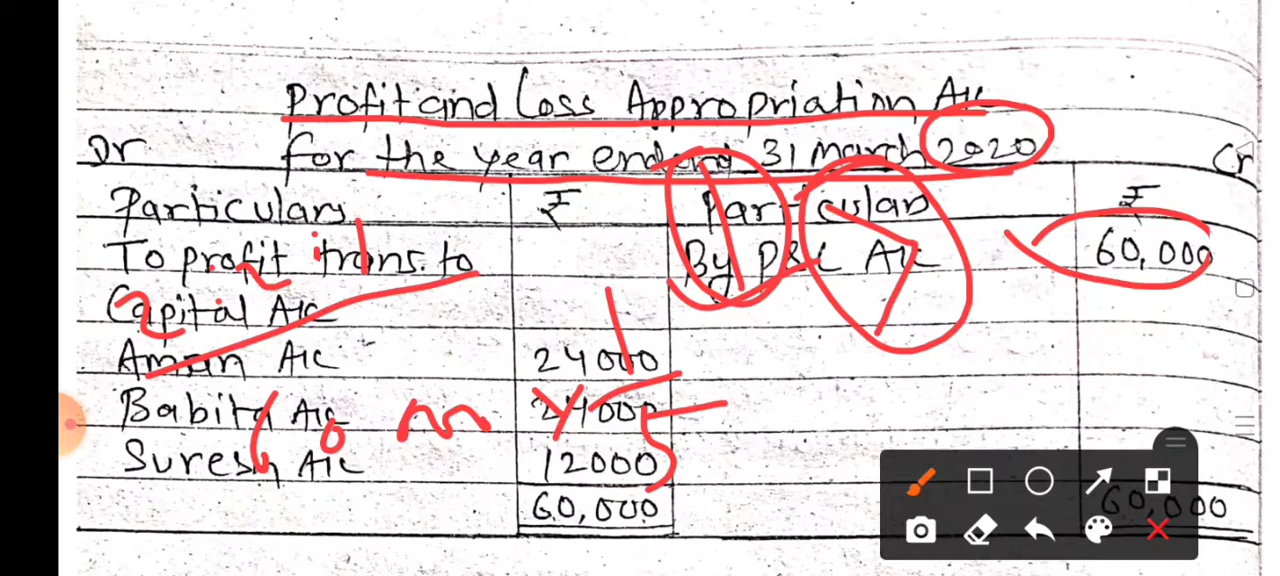 Profit and Loss Appropriation A/c
Dr for the year ended 31 March 2020 Cr
Particulars ₹ Particulars ₹
To profit trans. to By P&L A/c 60,000
Capital A/c
Aman A/c 24000
Babita A/c 24000
Suresh A/c 12000
60,000 60,000